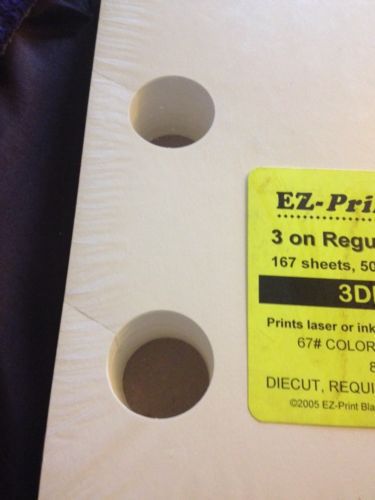 EZ-Pri
3 on Regu
167 sheets, 50
3D
Prints laser or ink
67# COLOR
8
DIECUT, REQUI
©2005 EZ-Print Bla